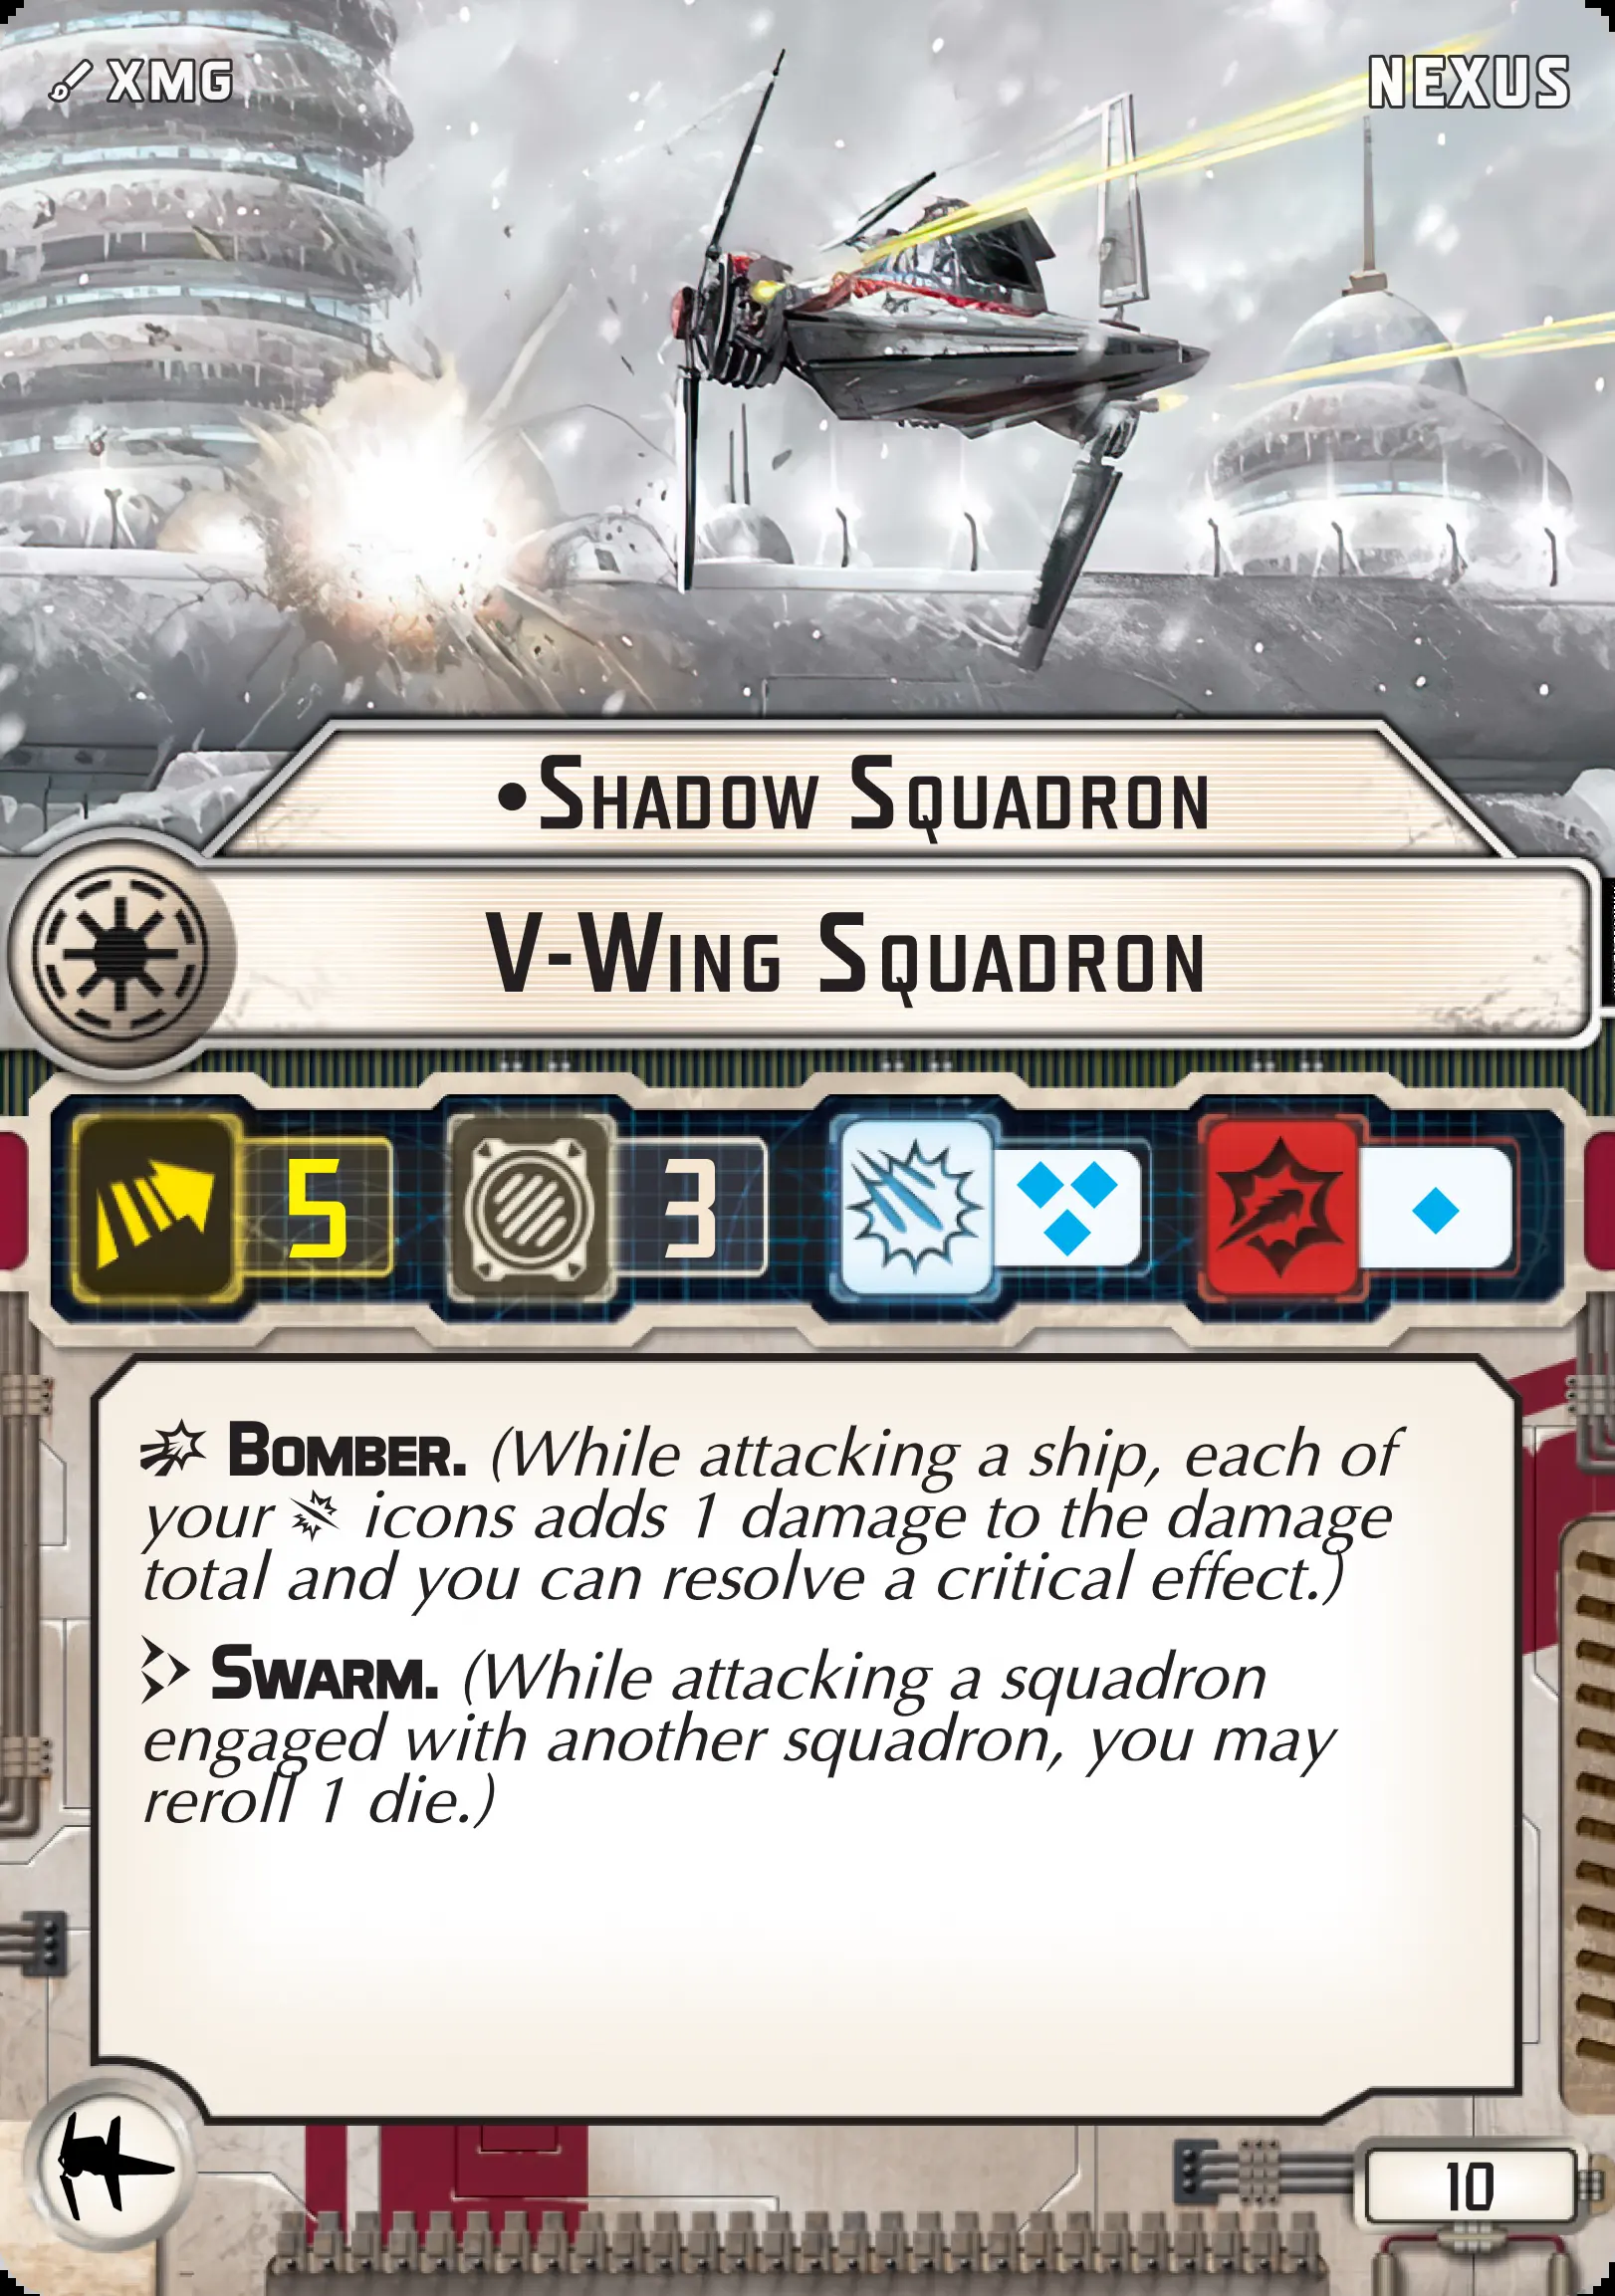 XMG
NEXUS
•Shadow Squadron
V-Wing Squadron
5
3
Bomber. (While attacking a ship, each of
your icons adds 1 damage to the damage
total and you can resolve a critical effect.)
Swarm. (While attacking a squadron
engaged with another squadron, you may
reroll 1 die.)
10